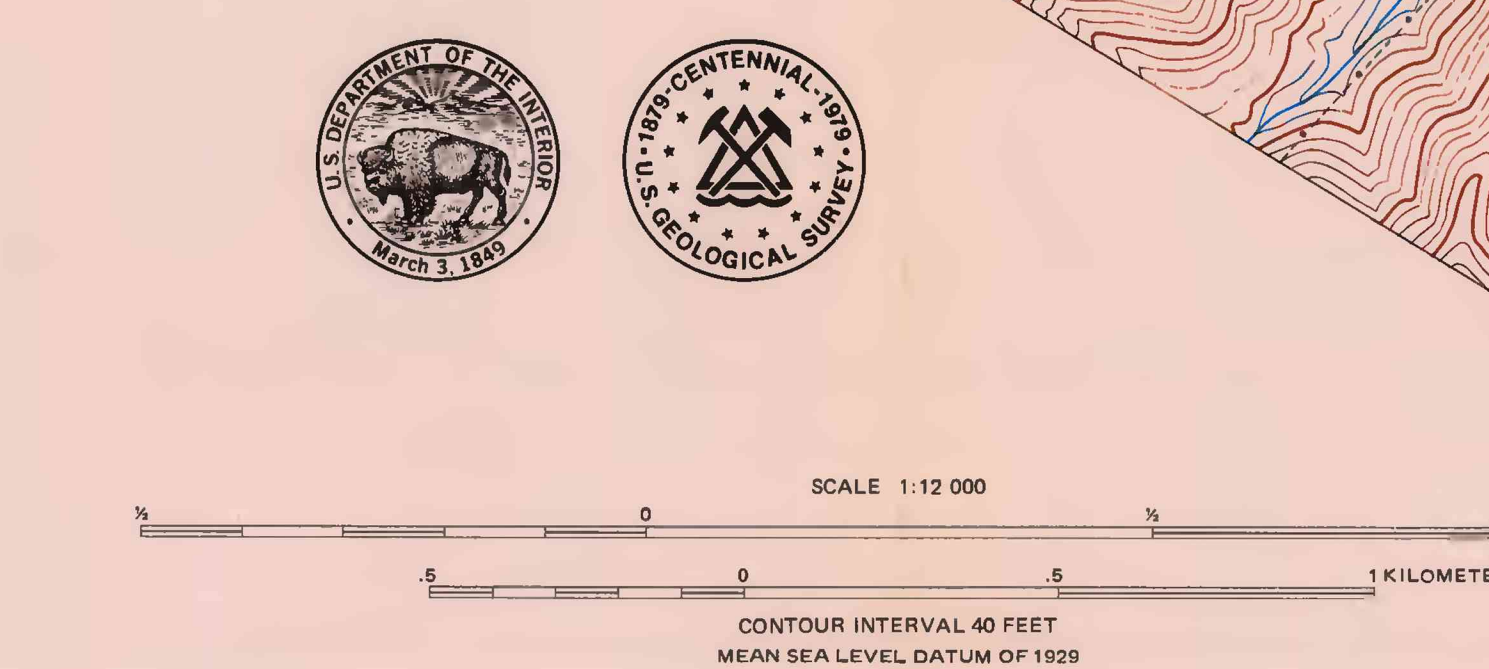 U.S. DEPARTMENT OF THE INTERIOR
March 3, 1849
1879-CENTENNIAL-1979
U.S. GEOLOGICAL SURVEY
SCALE 1:12 000
½ 0 ½
.5 0 .5 1 KILOMETE
CONTOUR INTERVAL 40 FEET
MEAN SEA LEVEL DATUM OF 1929